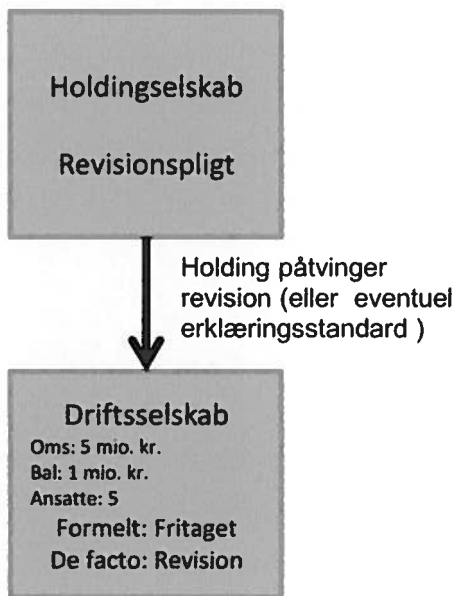 Holdingselskab
Revisionspligt
Holding påtvinger
revision (eller eventuel
erklæringsstandard )
Driftsselskab
Oms: 5 mio. kr.
Bal: 1 mio. kr.
Ansatte: 5
Formelt: Fritaget
De facto: Revision